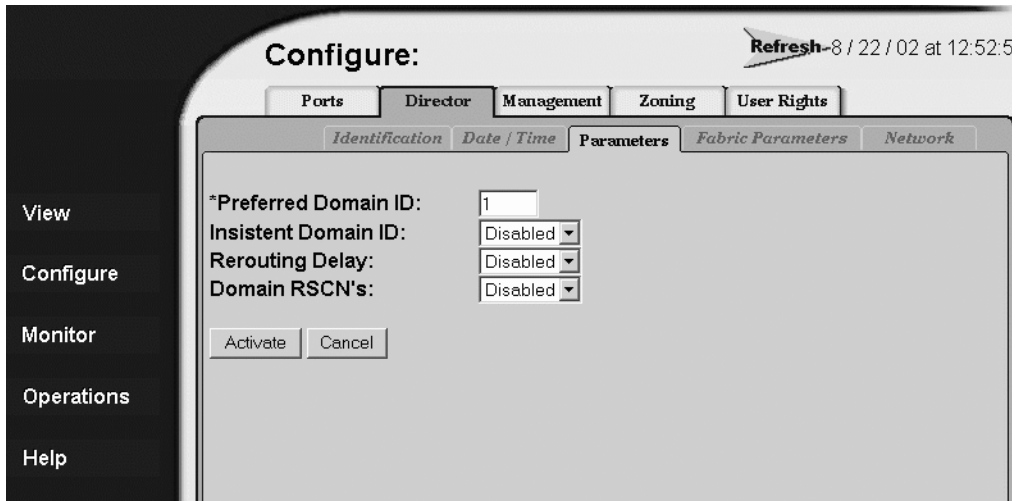 Configure:
Refresh-8 / 22 / 02 at 12:52:5
Ports Director Management Zoning User Rights
Identification Date / Time Parameters Fabric Parameters Network
View
Configure
Monitor
Operations
Help
*Preferred Domain ID: 1
Insistent Domain ID: Disabled
Rerouting Delay: Disabled
Domain RSCN's: Disabled
Activate Cancel